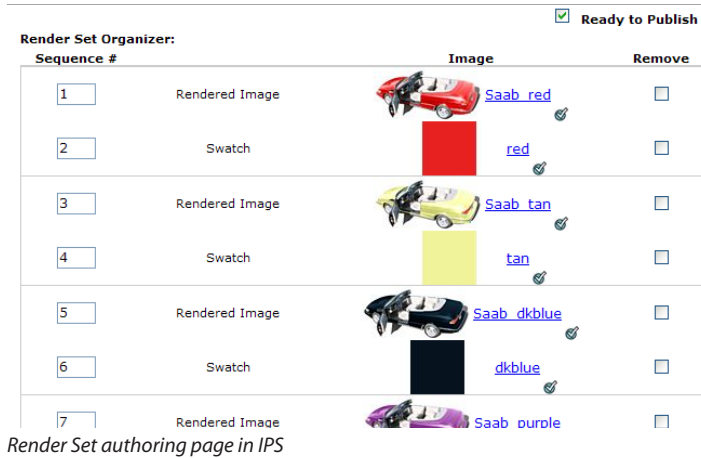 Ready to Publish
Render Set Organizer:
Sequence # Image Remove
1 Rendered Image Saab_red
2 Swatch red
3 Rendered Image Saab_tan
4 Swatch tan
5 Rendered Image Saab_dkblue
6 Swatch dkblue
7 Rendered Image Saab_purple
Render Set authoring page in IPS